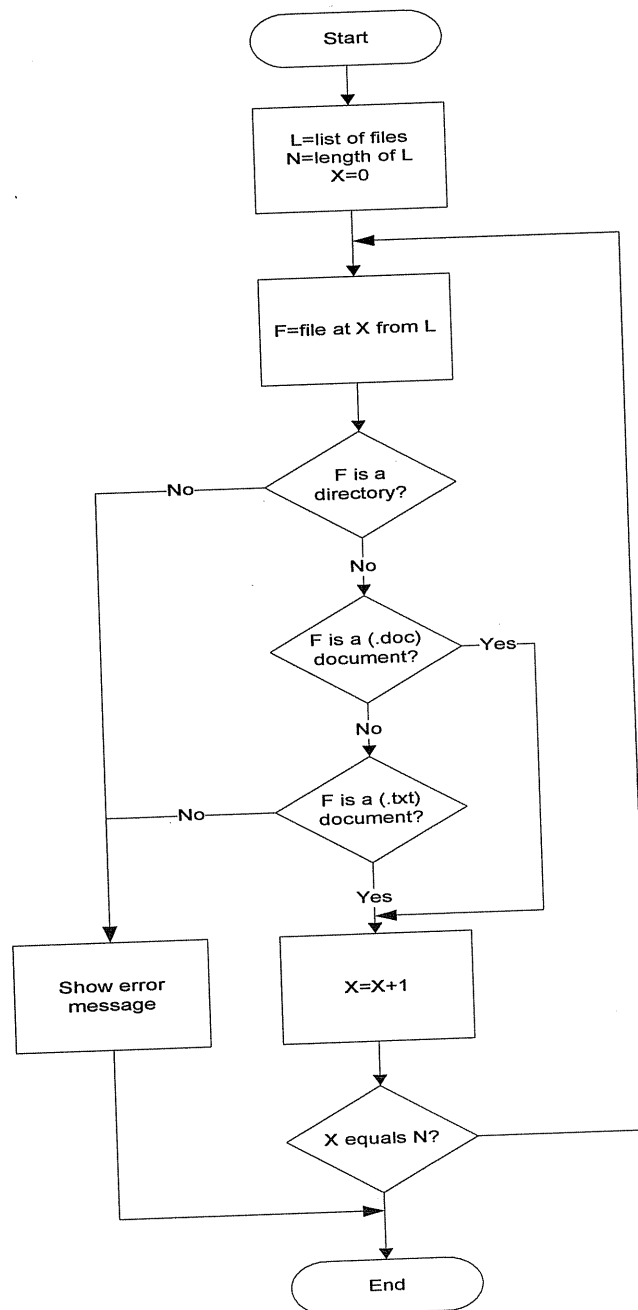 Start
L=list of files
N=length of L
X=0
F=file at X from L
F is a
directory?
No
No
F is a (.doc)
document?
Yes
No
F is a (.txt)
document?
No
Yes
Show error
message
X=X+1
X equals N?
End